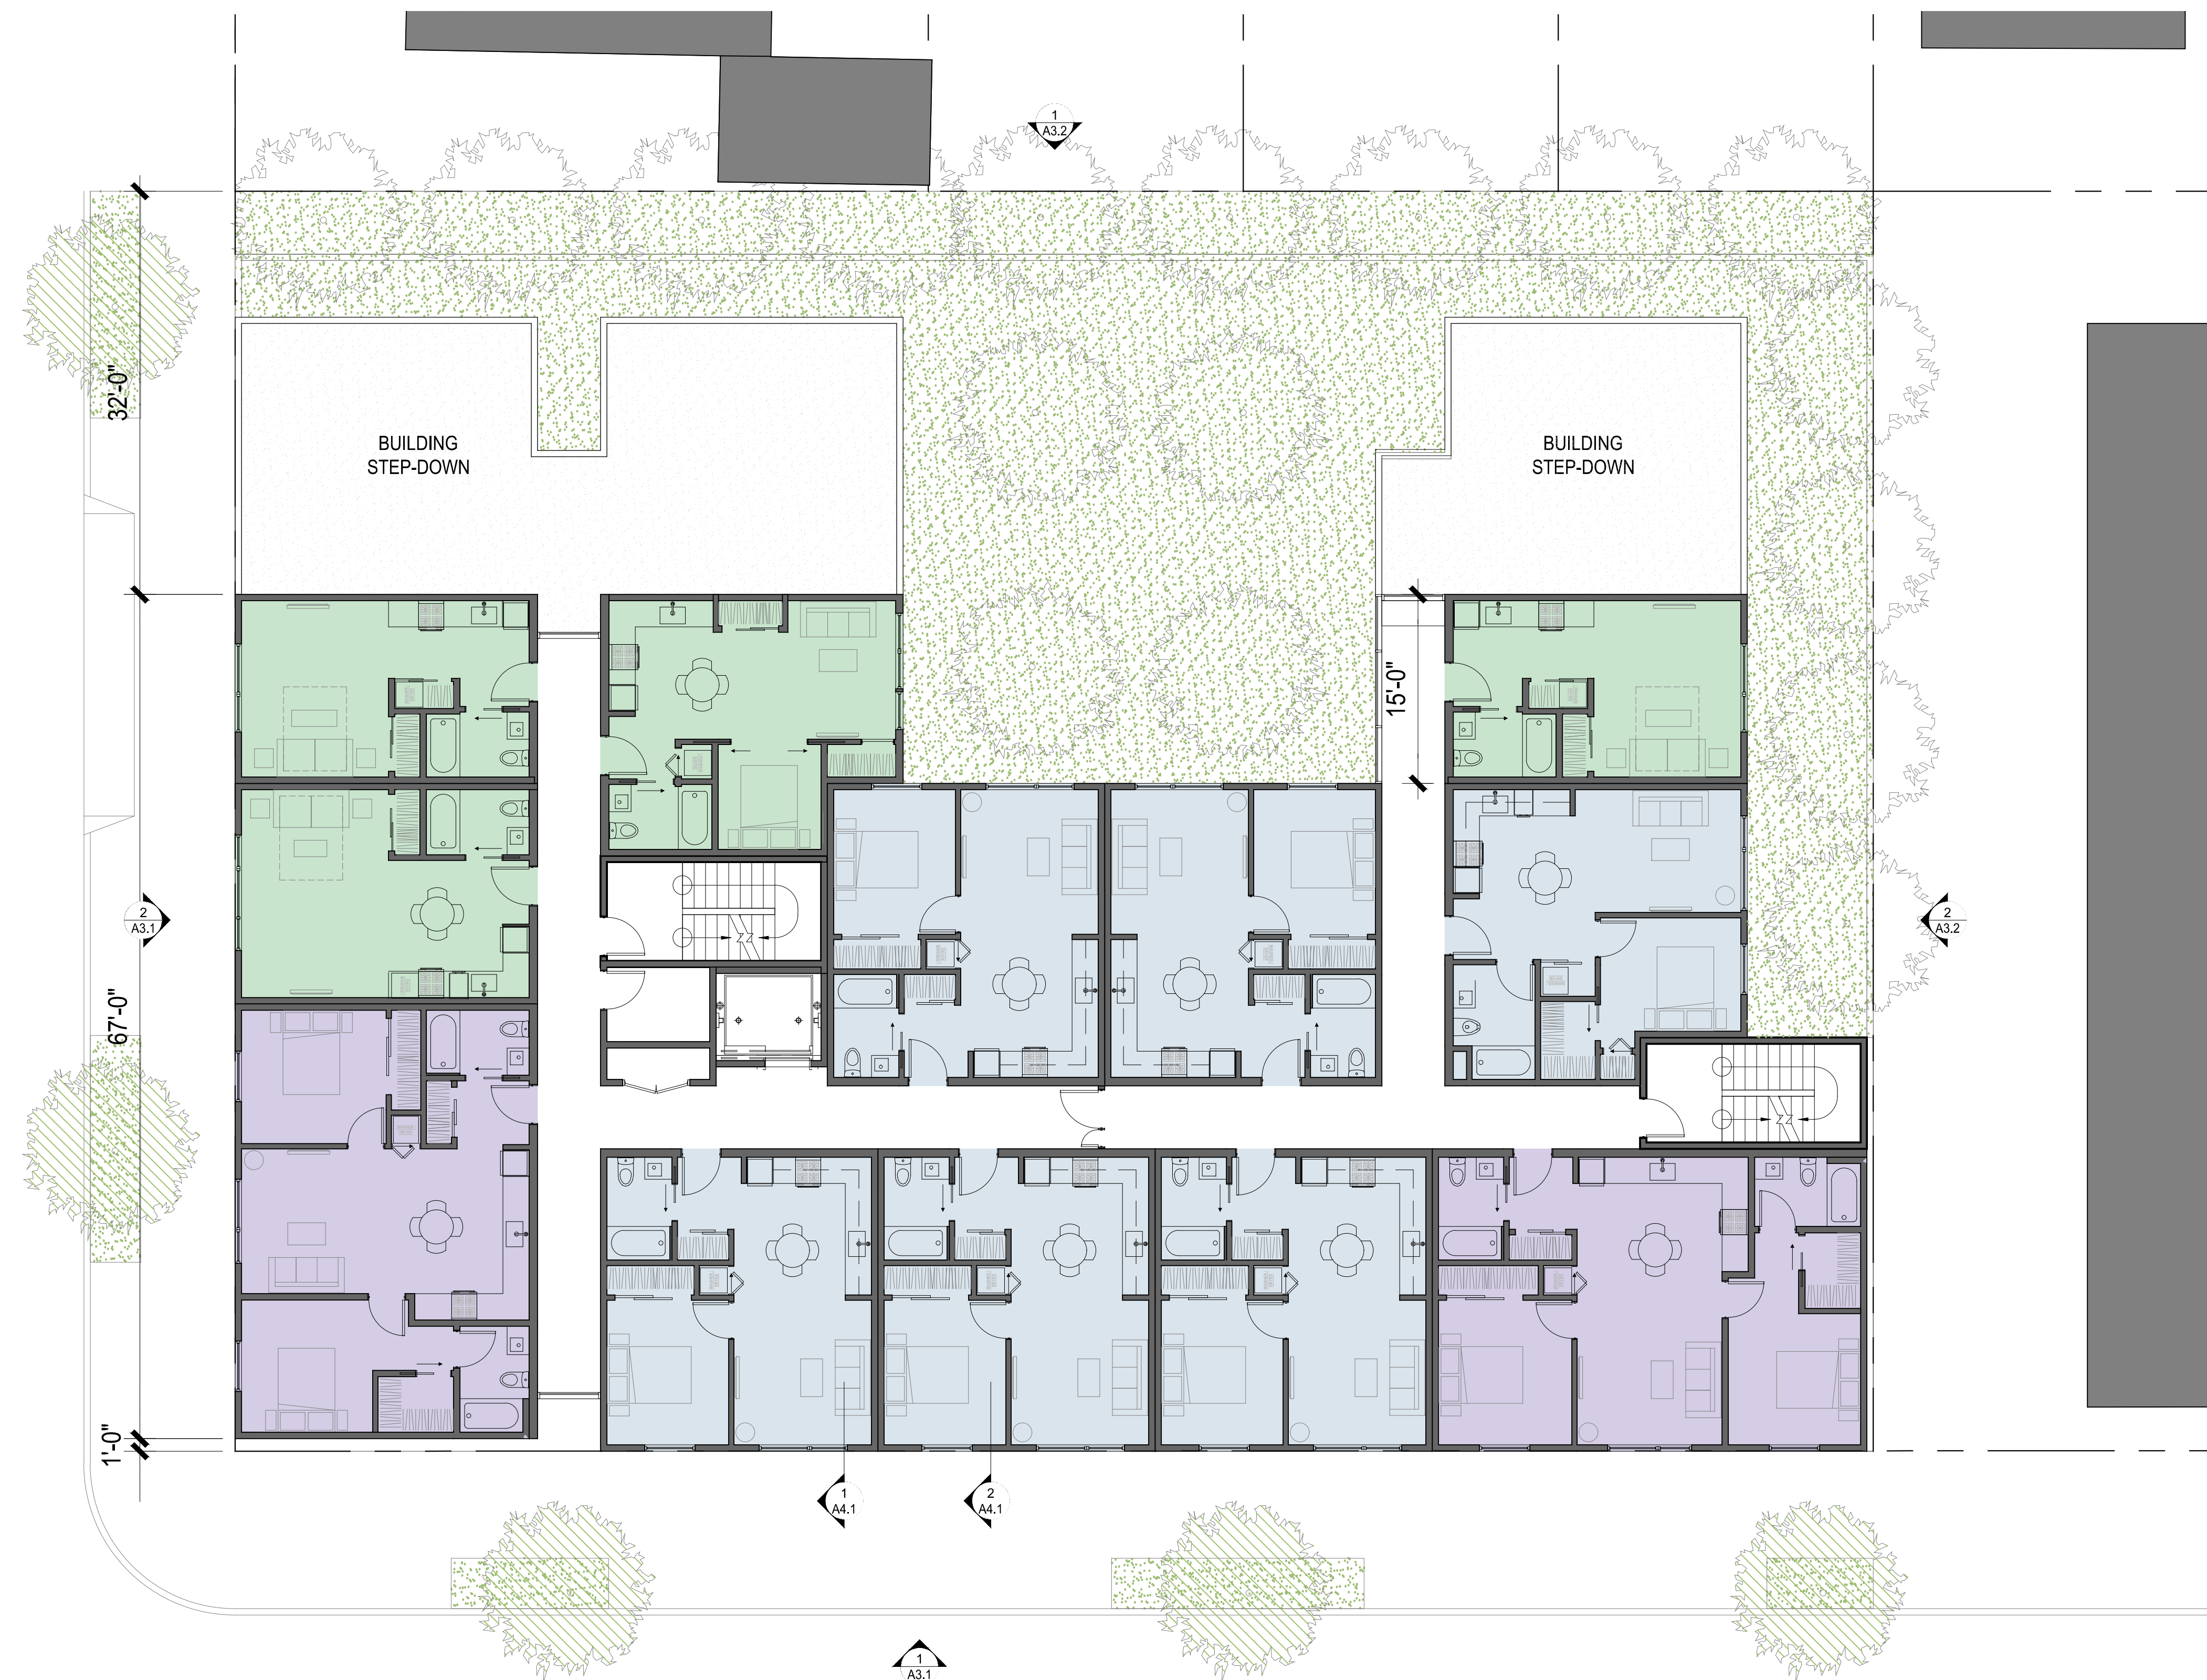 1
A3.2
32'-0"
BUILDING
STEP-DOWN
BUILDING
STEP-DOWN
15'-0"
2
A3.1
2
A3.2
67'-0"
1'-0"
1
A4.1
2
A4.1
1
A3.1